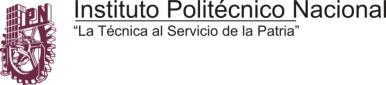 IPN
Instituto Politécnico Nacional
“La Técnica al Servicio de la Patria”